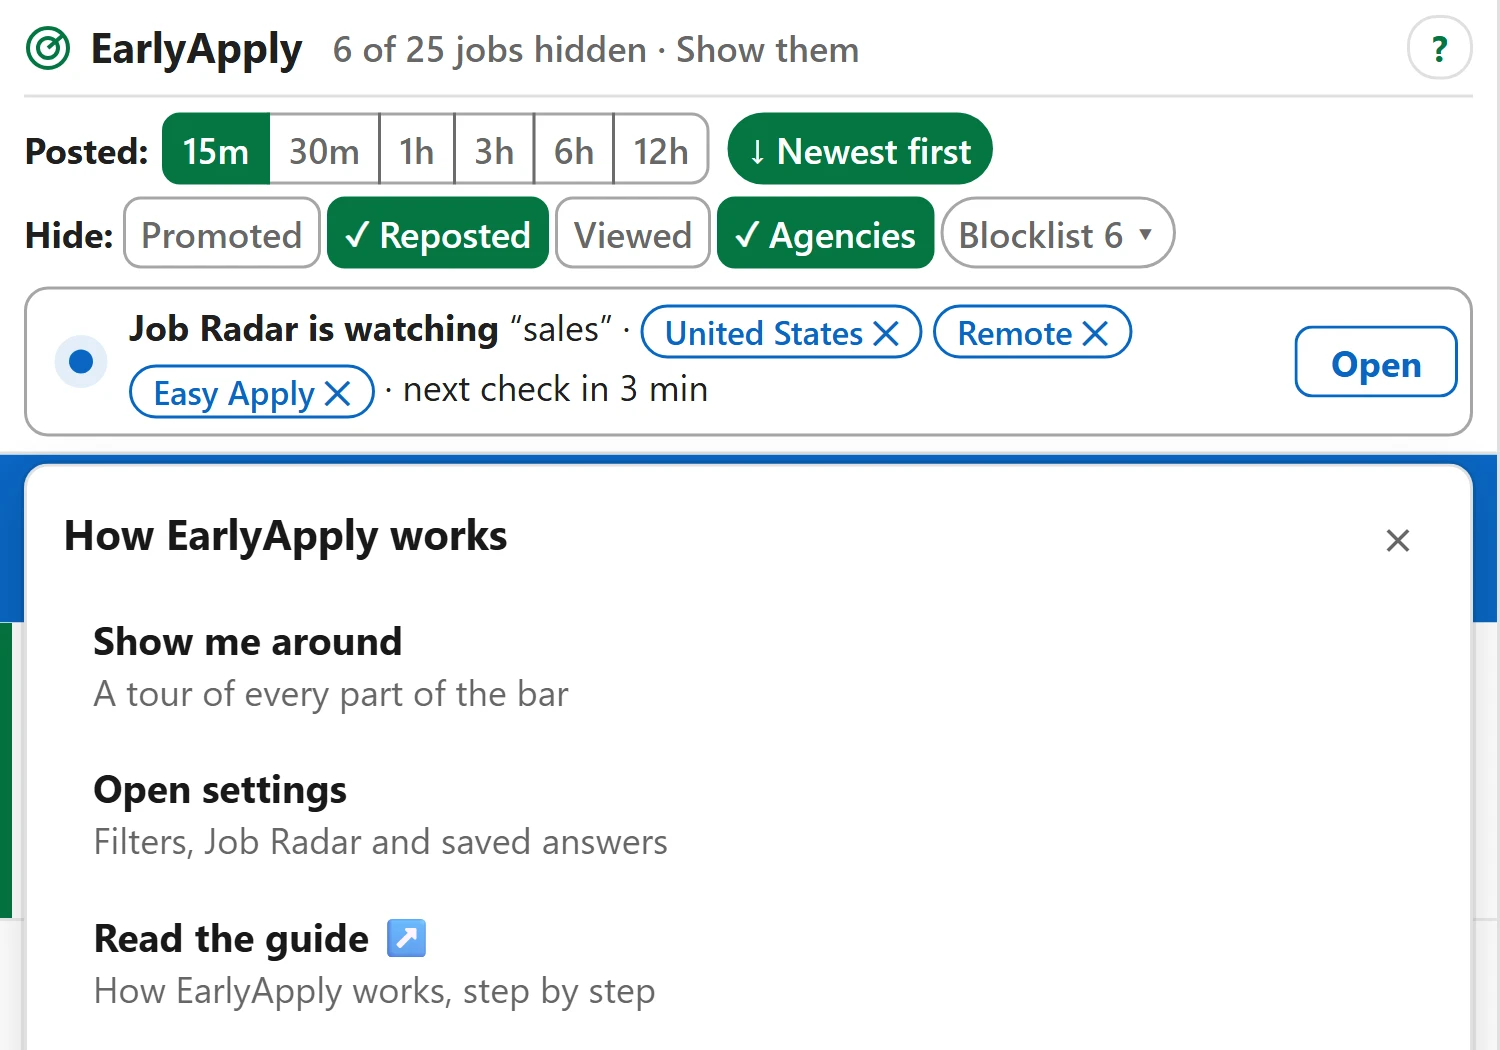 EarlyApply 6 of 25 jobs hidden · Show them ?
Posted: 15m 30m 1h 3h 6h 12h ↓ Newest first
Hide: Promoted ✓ Reposted Viewed ✓ Agencies Blocklist 6 ▼
Job Radar is watching “sales” · United States ✕ Remote ✕
Easy Apply ✕ · next check in 3 min
Open
How EarlyApply works ×
Show me around
A tour of every part of the bar
Open settings
Filters, Job Radar and saved answers
Read the guide ↗
How EarlyApply works, step by step